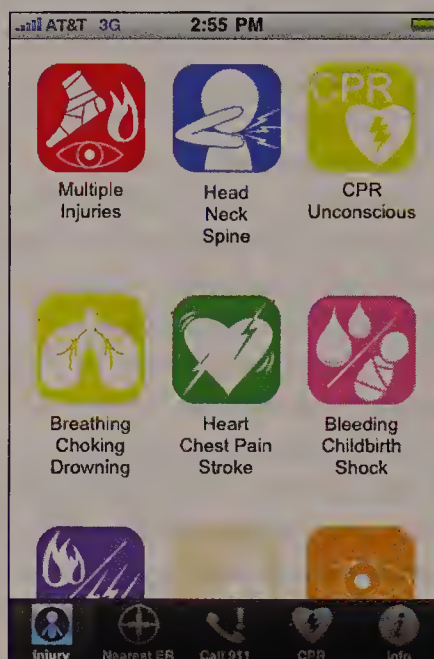 AT&T 3G 2:55 PM
CPR
Multiple
Injuries
Head
Neck
Spine
CPR
Unconscious
Breathing
Choking
Drowning
Heart
Chest Pain
Stroke
Bleeding
Childbirth
Shock
Injury Nearest ER Call 911 CPR Info